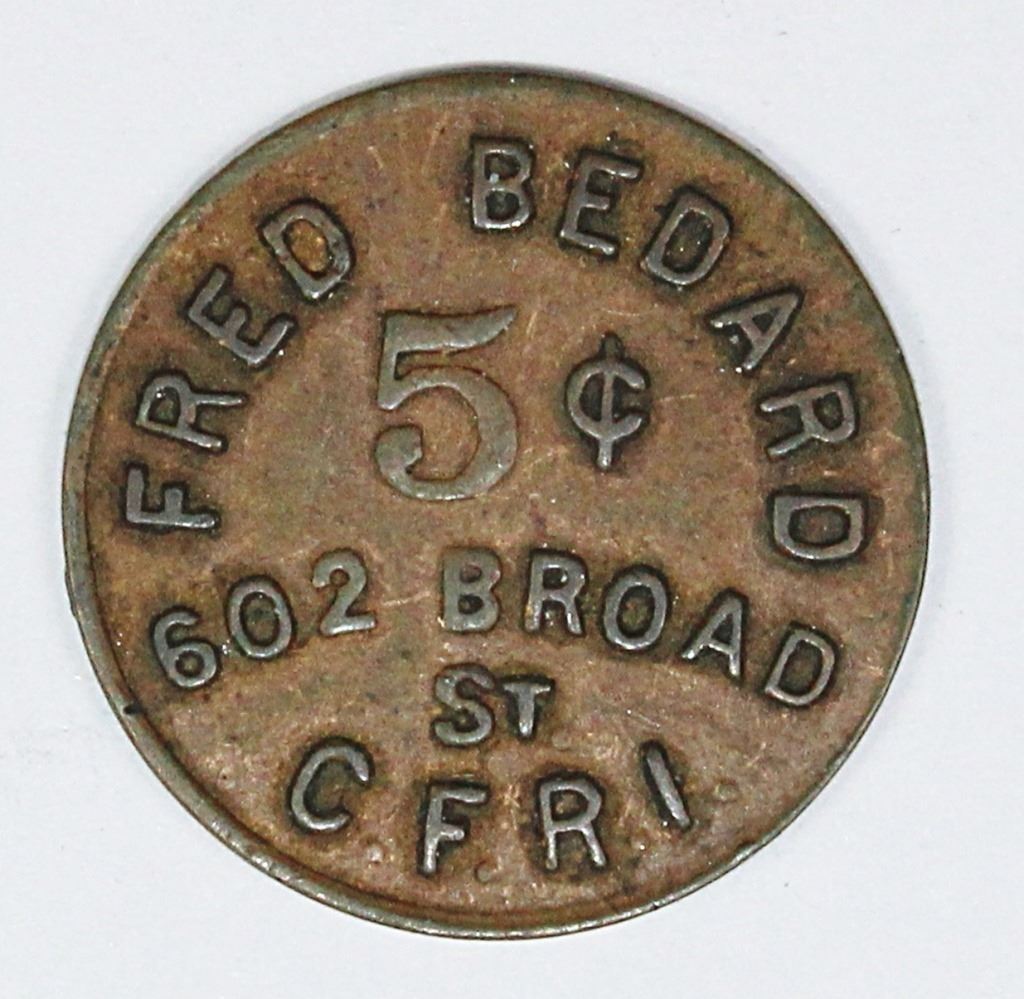 FRED BEDARD
5¢
602 BROAD
ST
C.F.R.I.